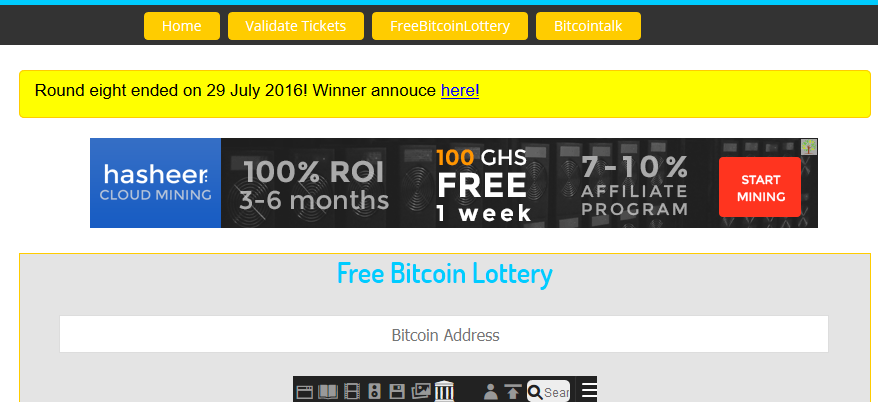 Home Validate Tickets FreeBitcoinLottery Bitcointalk
Round eight ended on 29 July 2016! Winner annouce here!
hasheer
CLOUD MINING
100% ROI
3-6 months
100 GHS
FREE
1 week
7-10%
AFFILIATE
PROGRAM
START
MINING
Free Bitcoin Lottery
Bitcoin Address
Sear